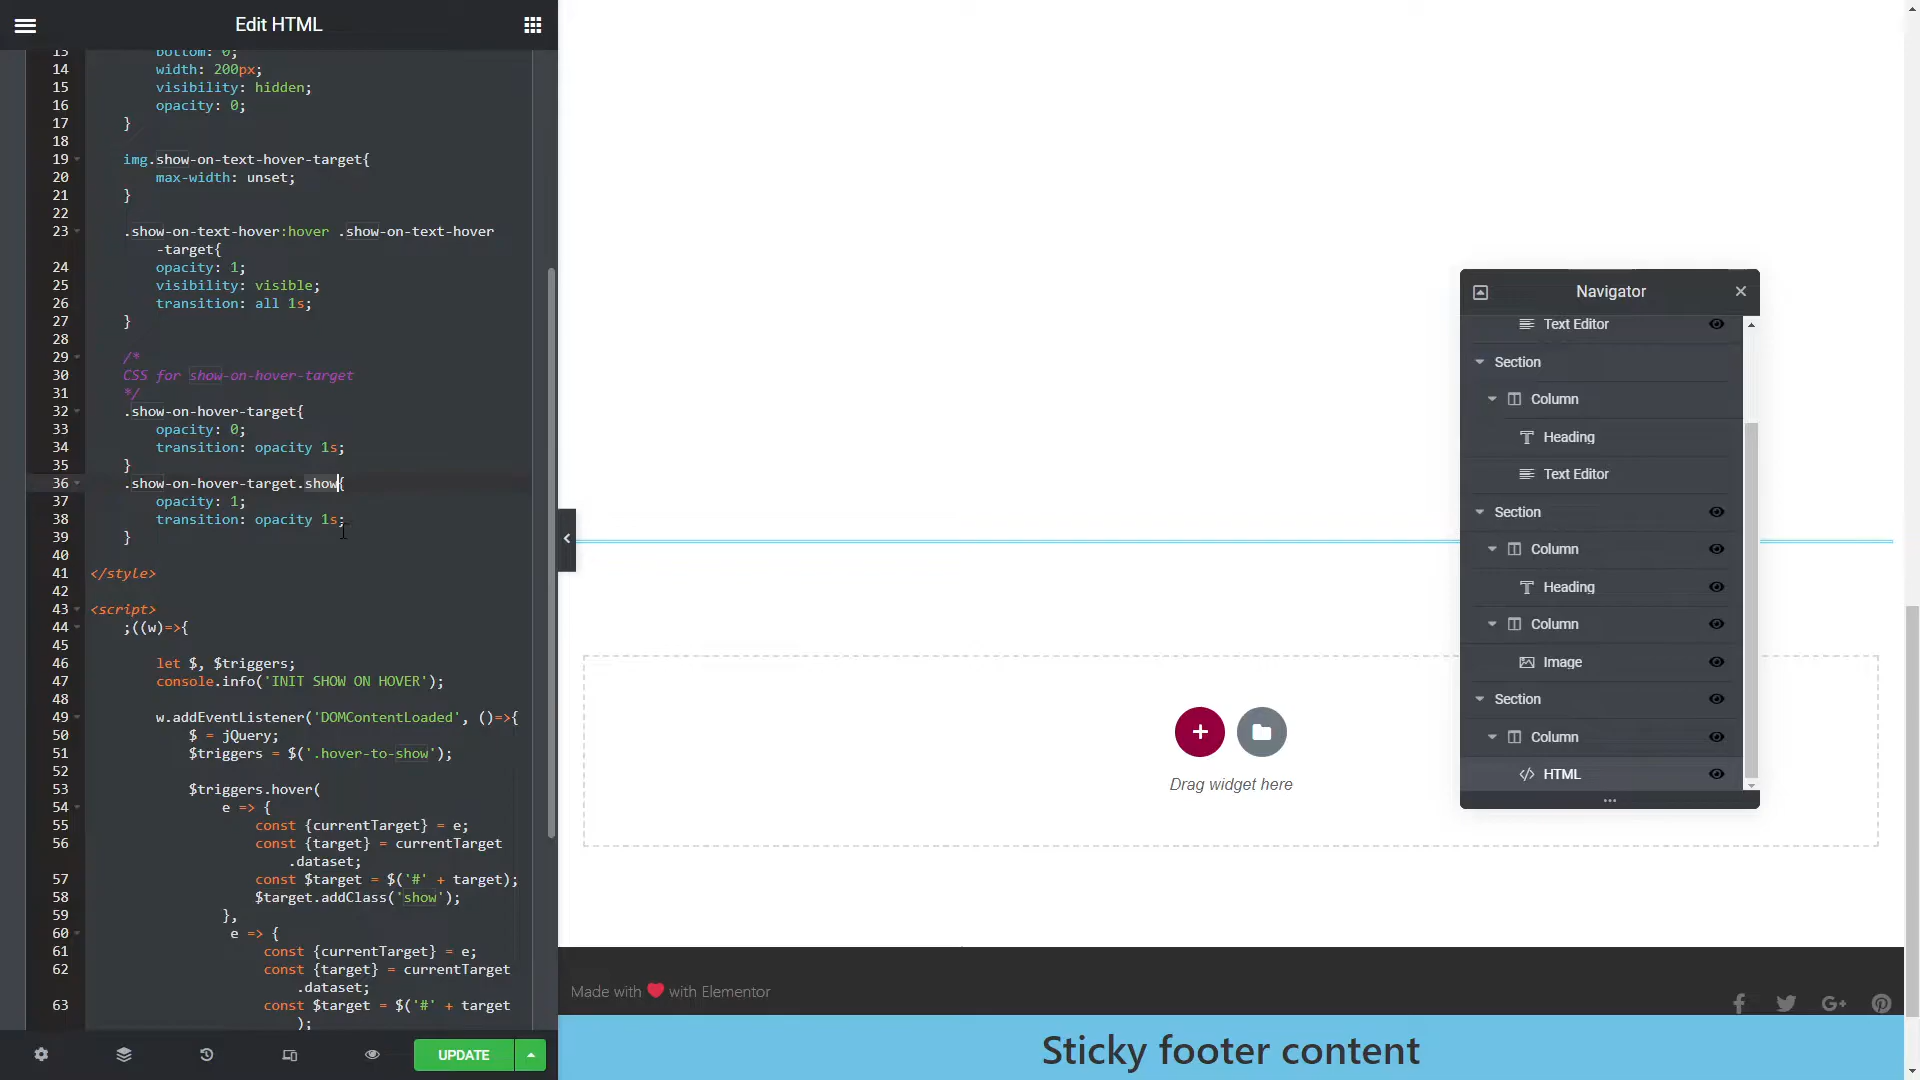 Edit HTML
13 bottom: 0;
14 width: 200px;
15 visibility: hidden;
16 opacity: 0;
17 }
18
19 img.show-on-text-hover-target{
20 max-width: unset;
21 }
22
23 .show-on-text-hover:hover .show-on-text-hover
-target{
24 opacity: 1;
25 visibility: visible;
26 transition: all 1s;
27 }
28
29 /*
30 CSS for show-on-hover-target
31 */
32 .show-on-hover-target{
33 opacity: 0;
34 transition: opacity 1s;
35 }
36 .show-on-hover-target.show{
37 opacity: 1;
38 transition: opacity 1s;
39 }
40
41 </style>
42
43 <script>
44 ;((w)=>{
45
46 let $, $triggers;
47 console.info('INIT SHOW ON HOVER');
48
49 w.addEventListener('DOMContentLoaded', ()=>{
50 $ = jQuery;
51 $triggers = $('.hover-to-show');
52
53 $triggers.hover(
54 e => {
55 const {currentTarget} = e;
56 const {target} = currentTarget
.dataset;
57 const $target = $('#' + target);
58 $target.addClass('show');
59 },
60 e => {
61 const {currentTarget} = e;
62 const {target} = currentTarget
.dataset;
63 const $target = $('#' + target
);
UPDATE
Navigator
Text Editor
Section
Column
Heading
Text Editor
Section
Column
Heading
Column
Image
Section
Column
HTML
Drag widget here
Made with ❤ with Elementor
Sticky footer content